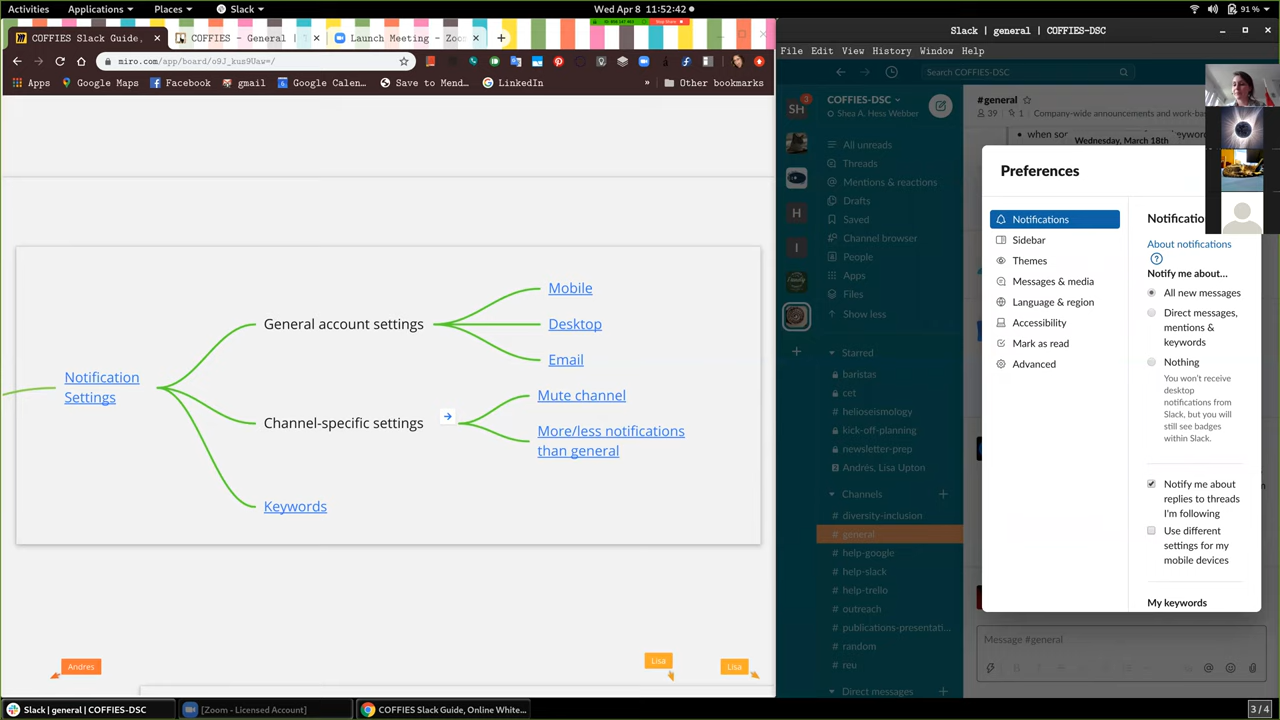 Activities
Applications
Places
Slack
Wed Apr 8 11:52:42
91 %
COFFIES Slack Guide,
COFFIES - General |
Launch Meeting - Zoo
miro.com/app/board/o9J_kus9Uaw=/
Apps
Google Maps
Facebook
gmail
Google Calen...
Save to Mend...
LinkedIn
»
Other bookmarks
Notification
Settings
General account settings
Mobile
Desktop
Email
Channel-specific settings
Mute channel
More/less notifications
than general
Keywords
Andres
Lisa
Lisa
Slack | general | COFFIES-DSC
File Edit View History Window Help
Search COFFIES-DSC
SH
3
H
I
COFFIES-DSC
Shea A. Hess Webber
All unreads
Threads
Mentions & reactions
Drafts
Saved
Channel browser
People
Apps
Files
Show less
Starred
baristas
cet
helioseismology
kick-off-planning
newsletter-prep
2 Andrés, Lisa Upton
Channels
# diversity-inclusion
# general
# help-google
# help-slack
# help-trello
# outreach
# publications-presentati...
# random
# reu
Direct messages
#general
39
1
Company-wide announcements and work-ba
Wednesday, March 18th
Preferences
Notifications
Sidebar
Themes
Messages & media
Language & region
Accessibility
Mark as read
Advanced
Notificatio
About notifications
?
Notify me about...
All new messages
Direct messages,
mentions &
keywords
Nothing
You won't receive
desktop
notifications from
Slack, but you will
still see badges
within Slack.
Notify me about
replies to threads
I'm following
Use different
settings for my
mobile devices
My keywords
Message #general
Slack | general | COFFIES-DSC
[Zoom - Licensed Account]
COFFIES Slack Guide, Online White...
3 / 4